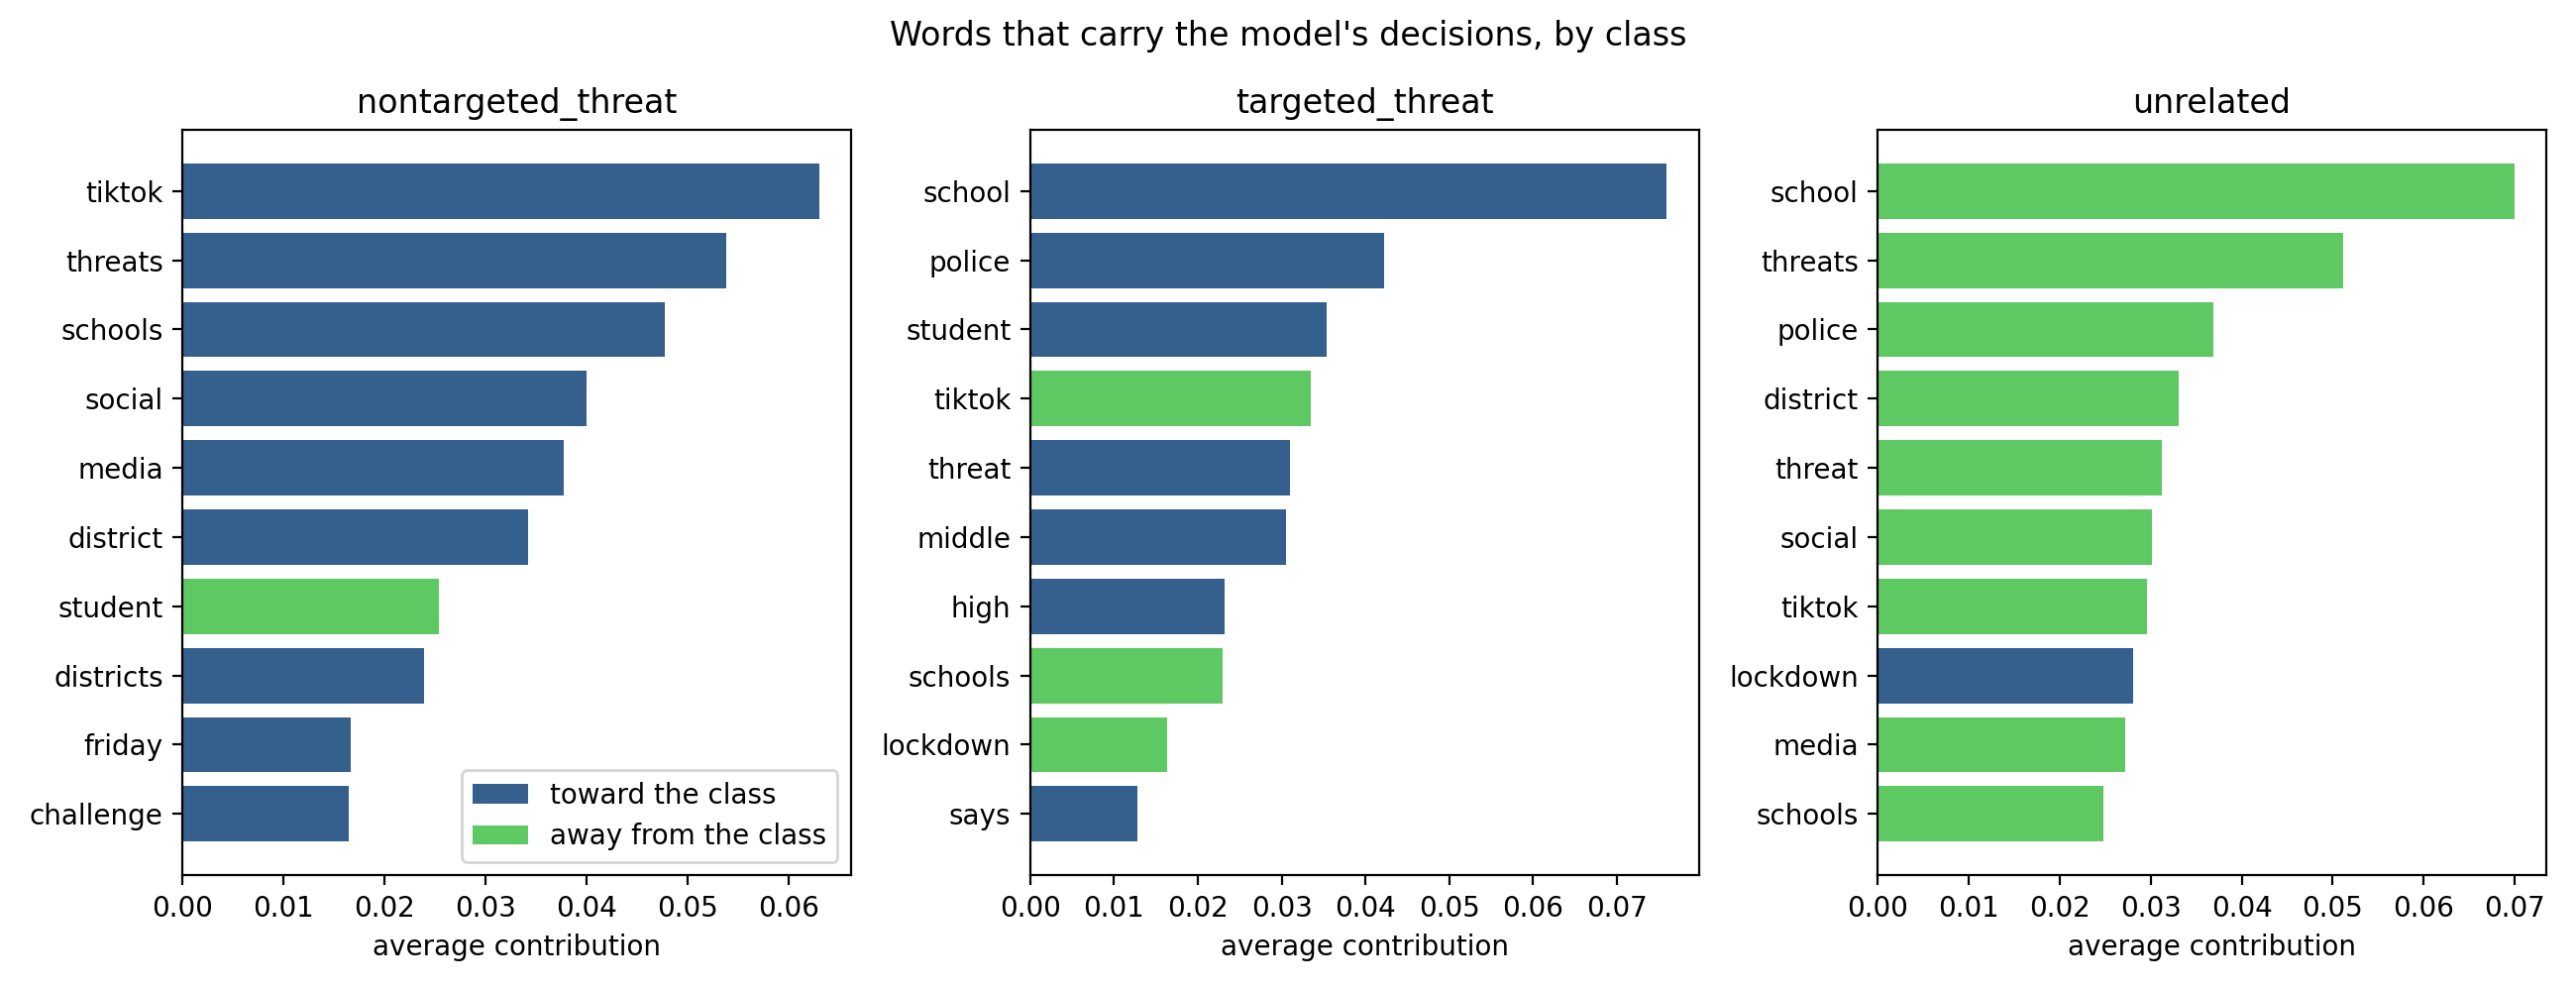 Words that carry the model's decisions, by class
nontargeted_threat
tiktok
threats
schools
social
media
district
student
districts
friday
challenge
toward the class
away from the class
0.00 0.01 0.02 0.03 0.04 0.05 0.06
average contribution
targeted_threat
school
police
student
tiktok
threat
middle
high
schools
lockdown
says
0.00 0.01 0.02 0.03 0.04 0.05 0.06 0.07
average contribution
unrelated
school
threats
police
district
threat
social
tiktok
lockdown
media
schools
0.00 0.01 0.02 0.03 0.04 0.05 0.06 0.07
average contribution